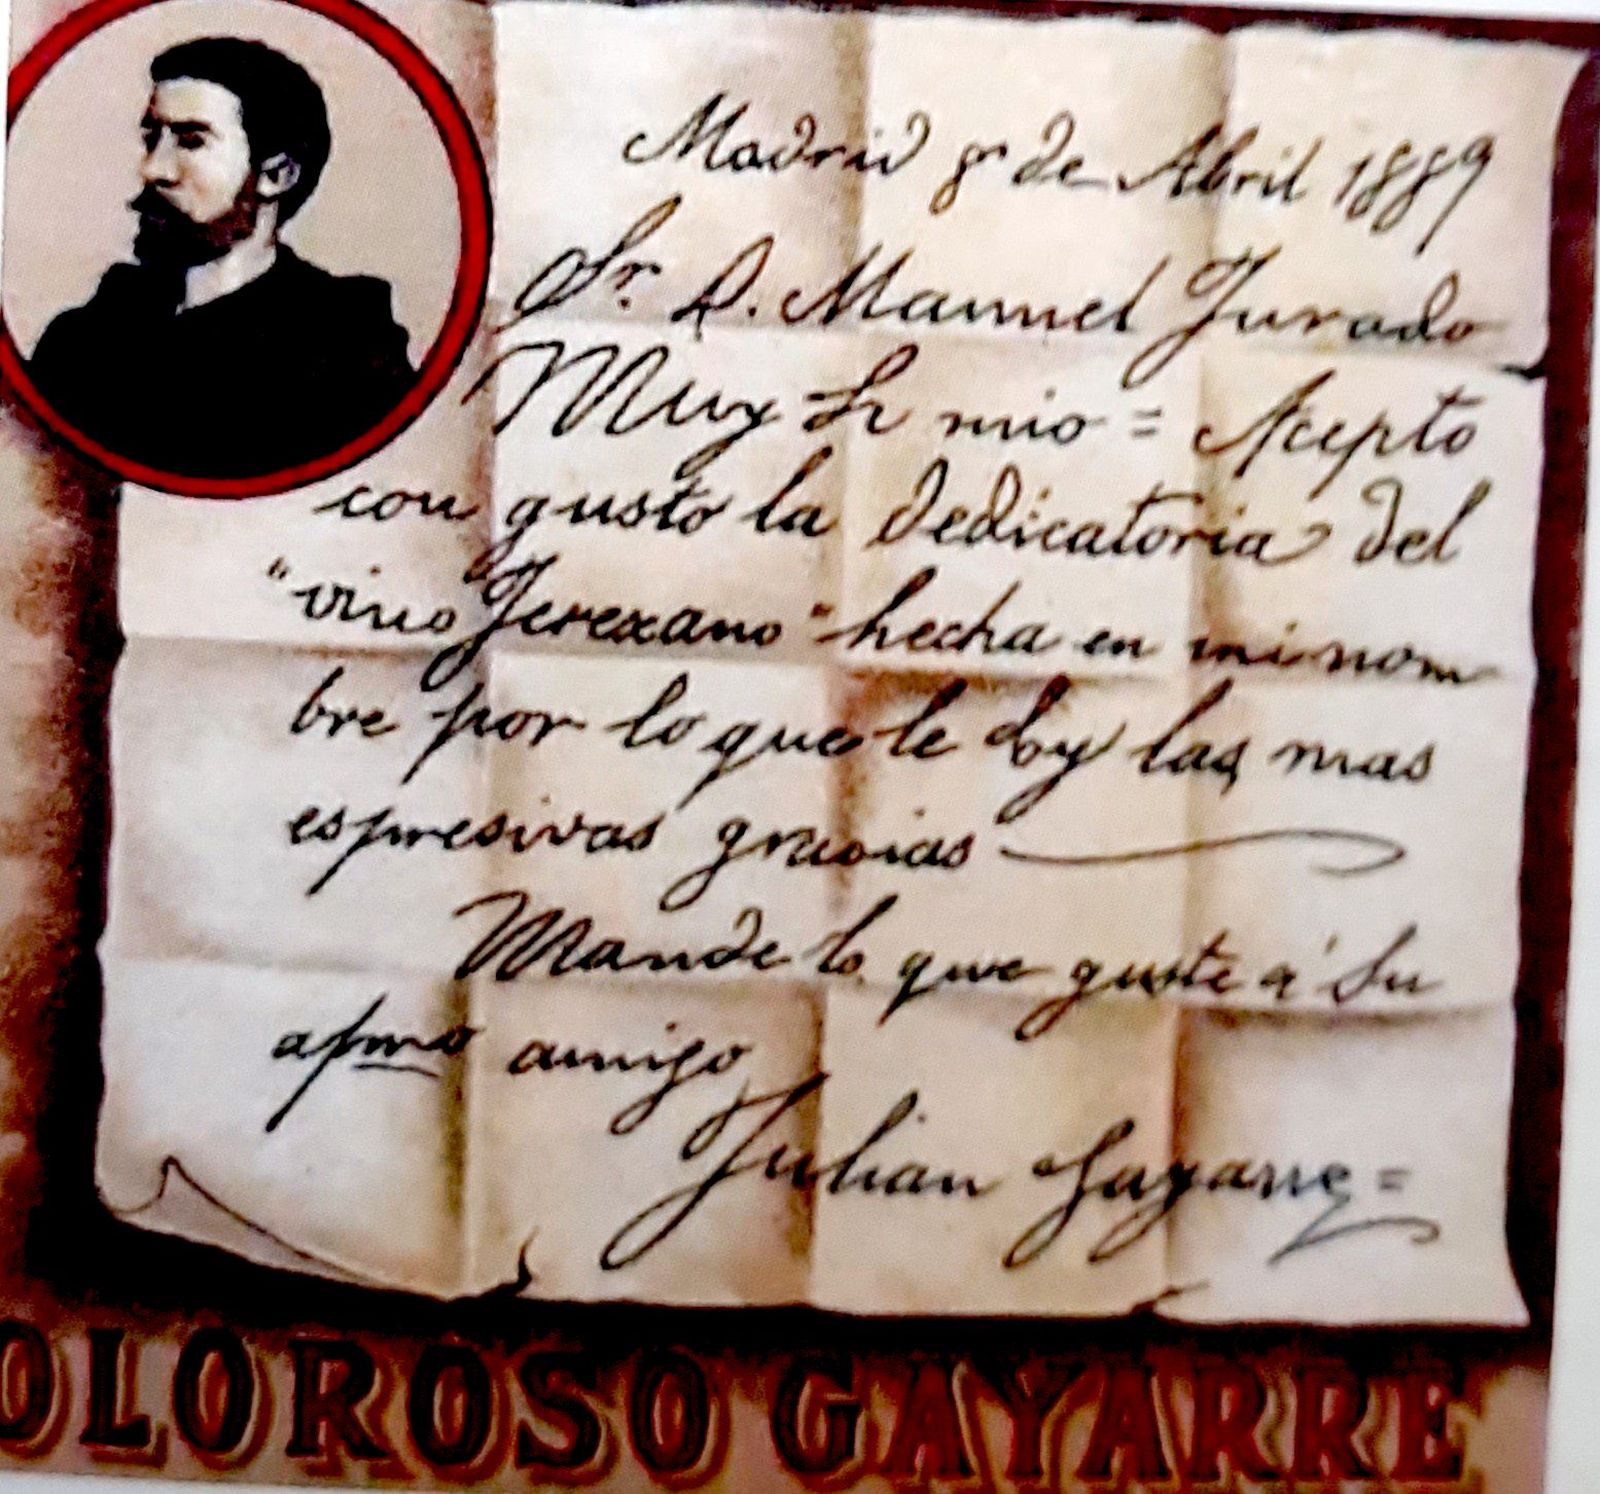 Madrid 8 de Abril 1889
Sr. D. Manuel Jurado
Muy Sr mio = Acepto
con gusto la dedicatoria del
"vino Jerexano" hecha en mi nom
bre por lo que le doy las mas
espresivas gracias
Mande lo que guste á su
afmo amigo
Julian Gayarre =
OLOROSO GAYARRE